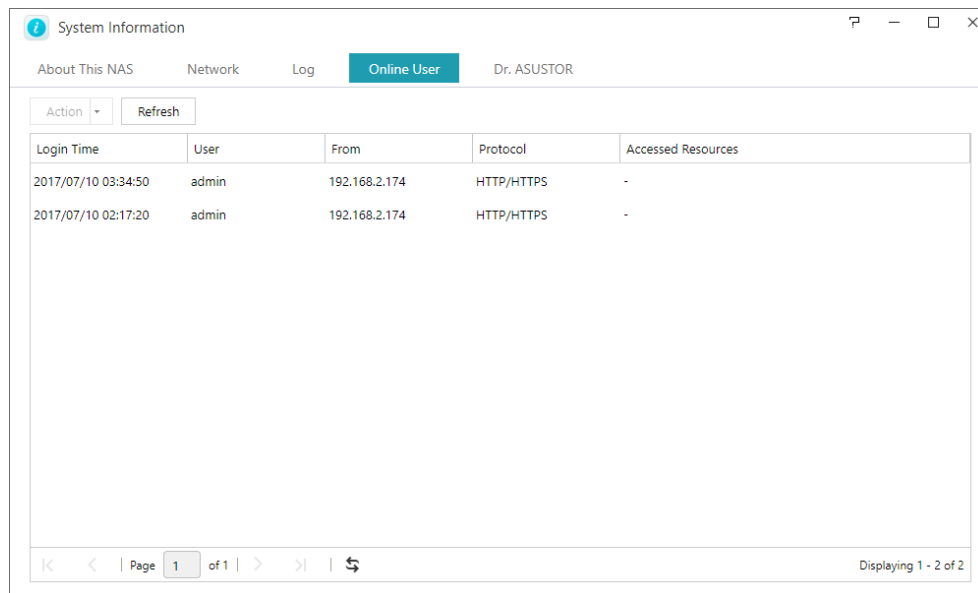 System Information
About This NAS Network Log Online User Dr. ASUSTOR
Action Refresh
Login Time User From Protocol Accessed Resources
2017/07/10 03:34:50 admin 192.168.2.174 HTTP/HTTPS -
2017/07/10 02:17:20 admin 192.168.2.174 HTTP/HTTPS -
Page 1 of 1 Displaying 1 - 2 of 2